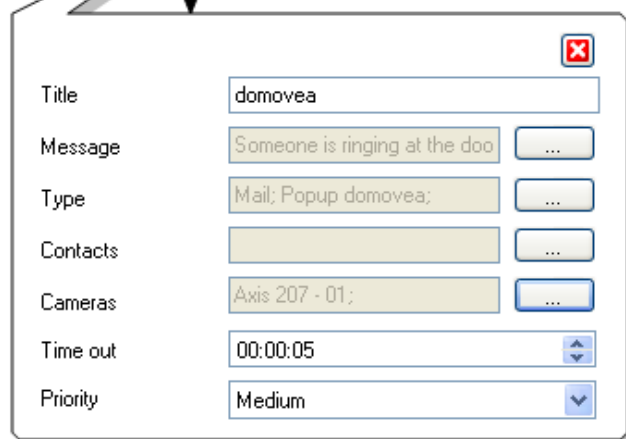 Title domovea
Message Someone is ringing at the doo ...
Type Mail; Popup domovea; ...
Contacts ...
Cameras Axis 207 - 01; ...
Time out 00:00:05
Priority Medium